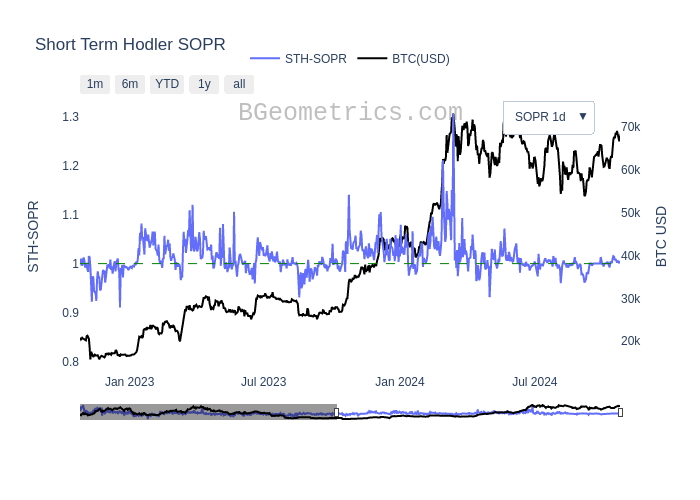 Short Term Hodler SOPR
STH-SOPR
BTC(USD)
1m
6m
YTD
1y
all
BGeometrics.com
SOPR 1d ▼
1.3
1.2
1.1
1
0.9
0.8
STH-SOPR
70k
60k
50k
40k
30k
20k
BTC USD
Jan 2023
Jul 2023
Jan 2024
Jul 2024